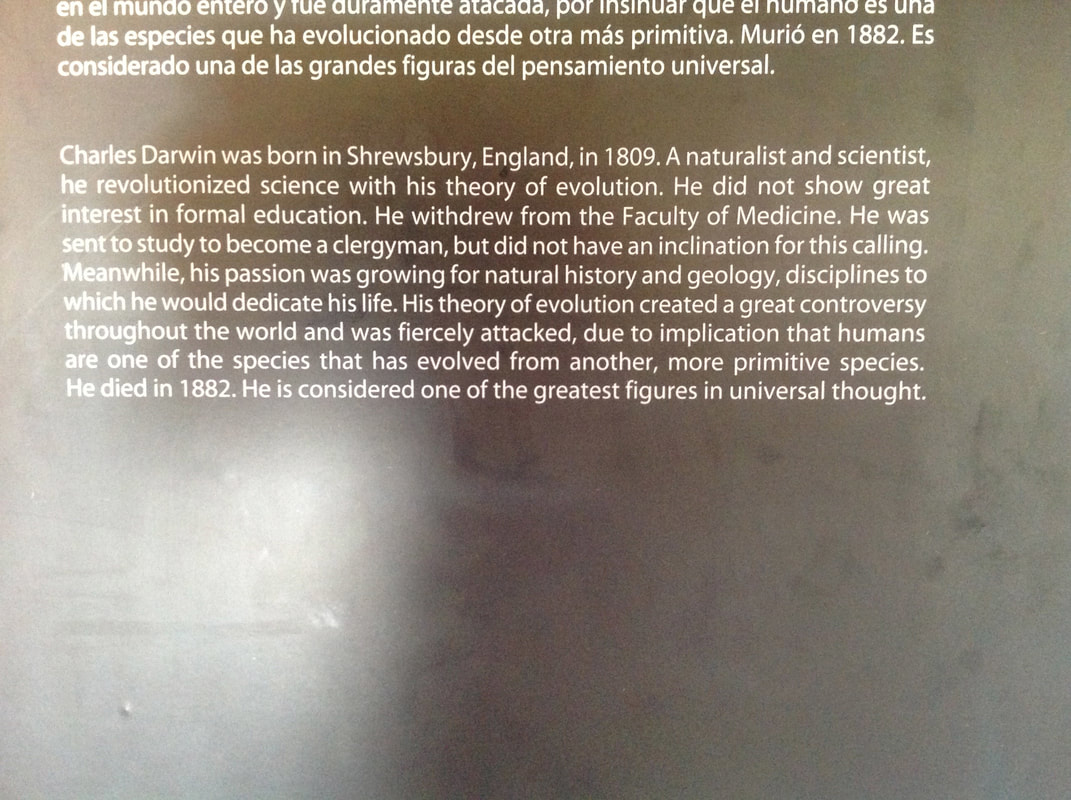 en el mundo entero y fue duramente atacada, por insinuar que el humano es una
de las especies que ha evolucionado desde otra más primitiva. Murió en 1882. Es
considerado una de las grandes figuras del pensamiento universal.
Charles Darwin was born in Shrewsbury, England, in 1809. A naturalist and scientist,
he revolutionized science with his theory of evolution. He did not show great
interest in formal education. He withdrew from the Faculty of Medicine. He was
sent to study to become a clergyman, but did not have an inclination for this calling.
Meanwhile, his passion was growing for natural history and geology, disciplines to
which he would dedicate his life. His theory of evolution created a great controversy
throughout the world and was fiercely attacked, due to implication that humans
are one of the species that has evolved from another, more primitive species.
He died in 1882. He is considered one of the greatest figures in universal thought.